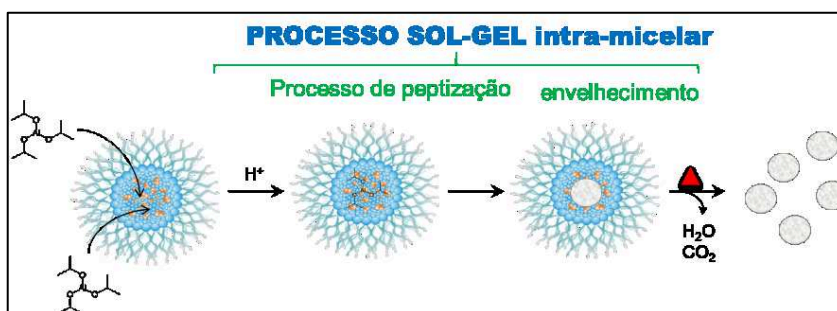 PROCESSO SOL-GEL intra-micelar
Processo de peptização envelhecimento
H⁺
H₂O
CO₂